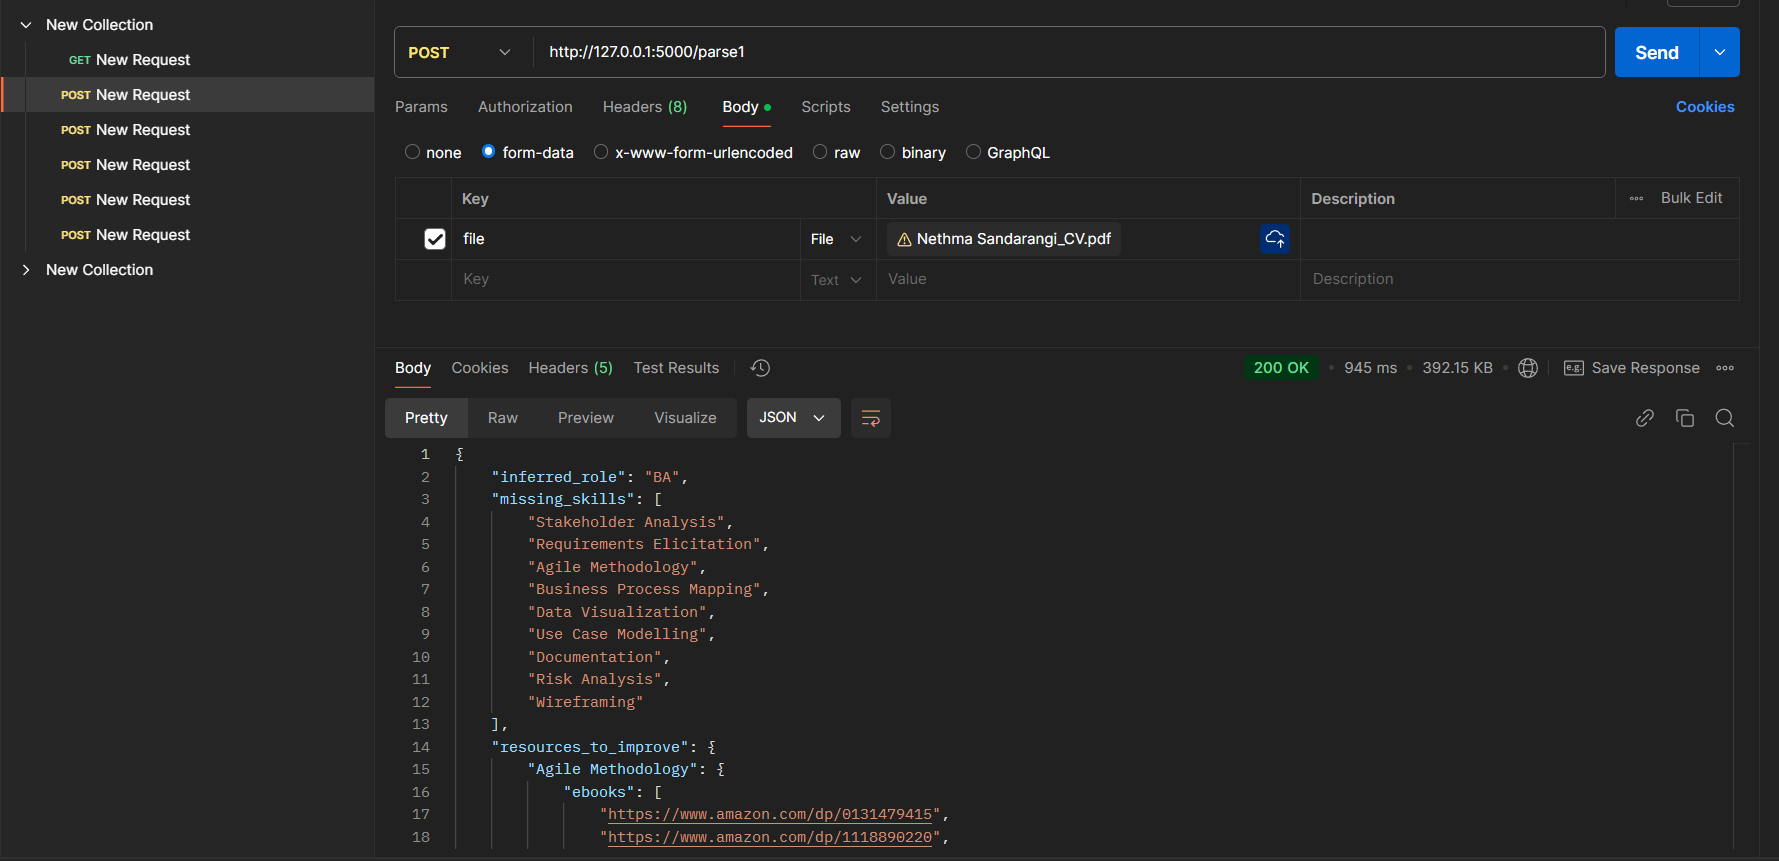 New Collection
GET New Request
POST New Request
POST New Request
POST New Request
POST New Request
POST New Request
New Collection
POST http://127.0.0.1:5000/parse1 Send
Params Authorization Headers (8) Body Scripts Settings Cookies
none form-data x-www-form-urlencoded raw binary GraphQL
Key Value Description Bulk Edit
file File Nethma Sandarangi_CV.pdf
Key Text Value Description
Body Cookies Headers (5) Test Results 200 OK 945 ms 392.15 KB e.g. Save Response
Pretty Raw Preview Visualize JSON
1 {
2 "inferred_role": "BA",
3 "missing_skills": [
4 "Stakeholder Analysis",
5 "Requirements Elicitation",
6 "Agile Methodology",
7 "Business Process Mapping",
8 "Data Visualization",
9 "Use Case Modelling",
10 "Documentation",
11 "Risk Analysis",
12 "Wireframing"
13 ],
14 "resources_to_improve": {
15 "Agile Methodology": {
16 "ebooks": [
17 "https://www.amazon.com/dp/0131479415",
18 "https://www.amazon.com/dp/1118890220",